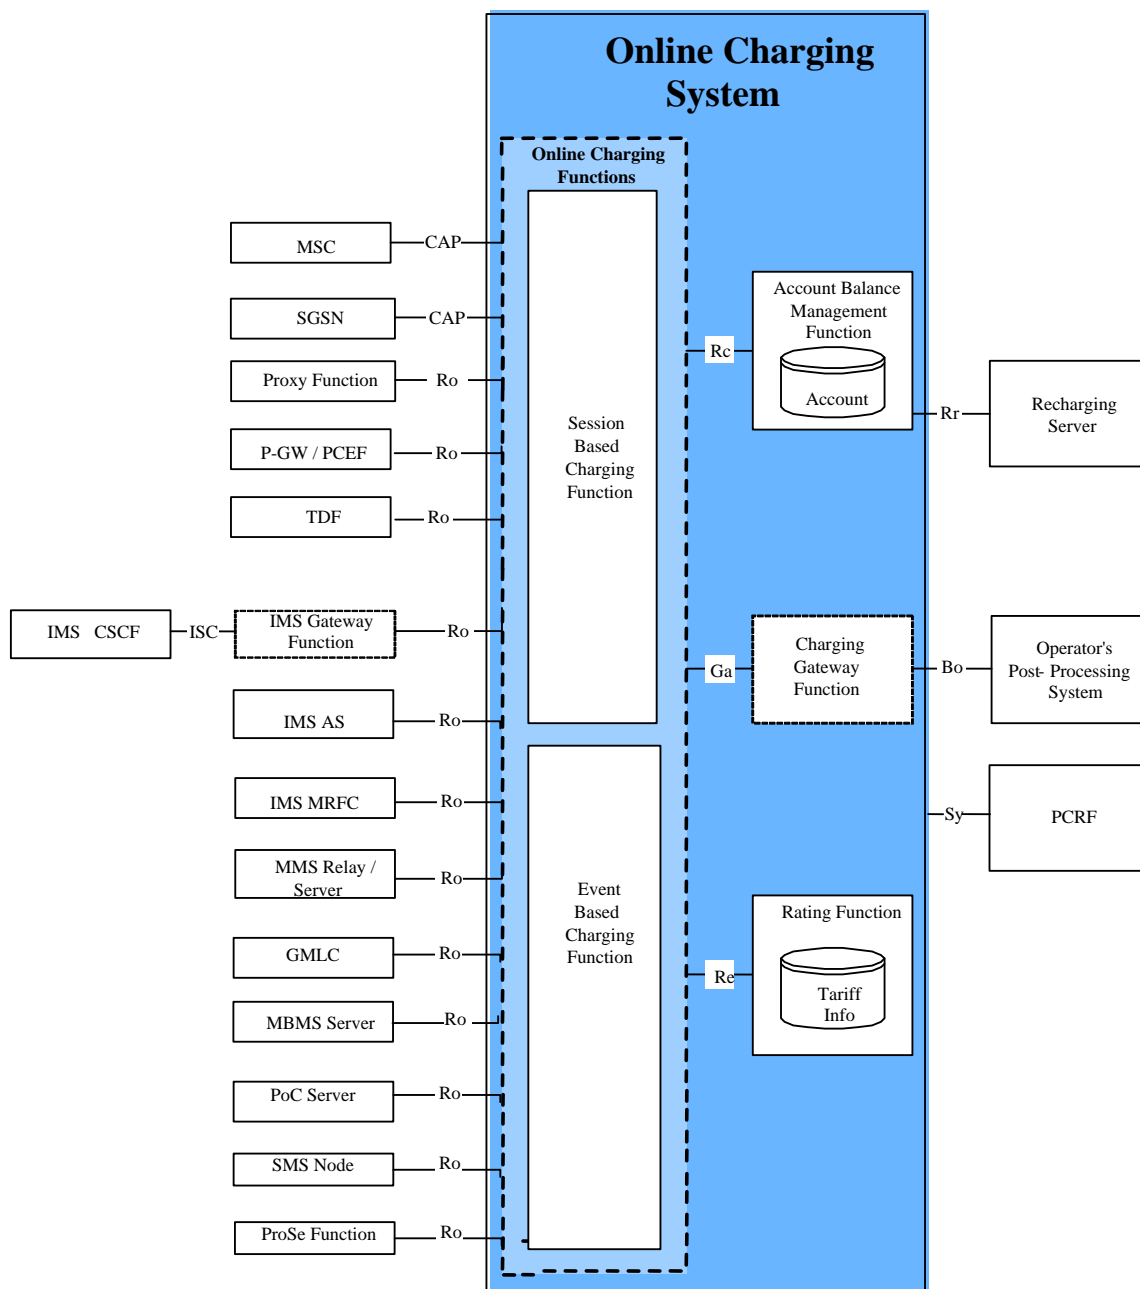 Online Charging
System
Online Charging
Functions
MSC
CAP
SGSN
CAP
Proxy Function
Ro
P-GW / PCEF
Ro
TDF
Ro
IMS CSCF
ISC
IMS Gateway
Function
Ro
IMS AS
Ro
IMS MRFC
Ro
MMS Relay /
Server
Ro
GMLC
Ro
MBMS Server
Ro
PoC Server
Ro
SMS Node
Ro
ProSe Function
Ro
Session
Based
Charging
Function
Event
Based
Charging
Function
Rc
Account Balance
Management
Function
Account
Rr
Recharging
Server
Ga
Charging
Gateway
Function
Bo
Operator's
Post- Processing
System
Sy
PCRF
Re
Rating Function
Tariff
Info